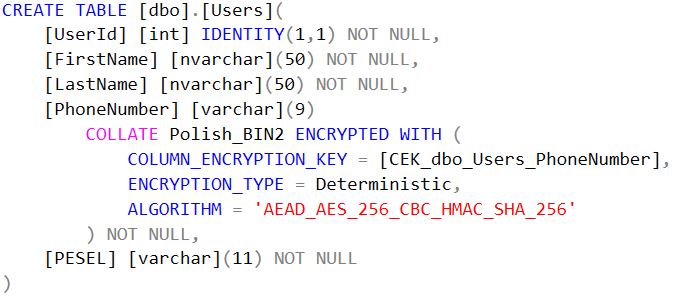 CREATE TABLE [dbo].[Users](
    [UserId] [int] IDENTITY(1,1) NOT NULL,
    [FirstName] [nvarchar](50) NOT NULL,
    [LastName] [nvarchar](50) NOT NULL,
    [PhoneNumber] [varchar](9)
        COLLATE Polish_BIN2 ENCRYPTED WITH (
            COLUMN_ENCRYPTION_KEY = [CEK_dbo_Users_PhoneNumber],
            ENCRYPTION_TYPE = Deterministic,
            ALGORITHM = 'AEAD_AES_256_CBC_HMAC_SHA_256'
        ) NOT NULL,
    [PESEL] [varchar](11) NOT NULL
)